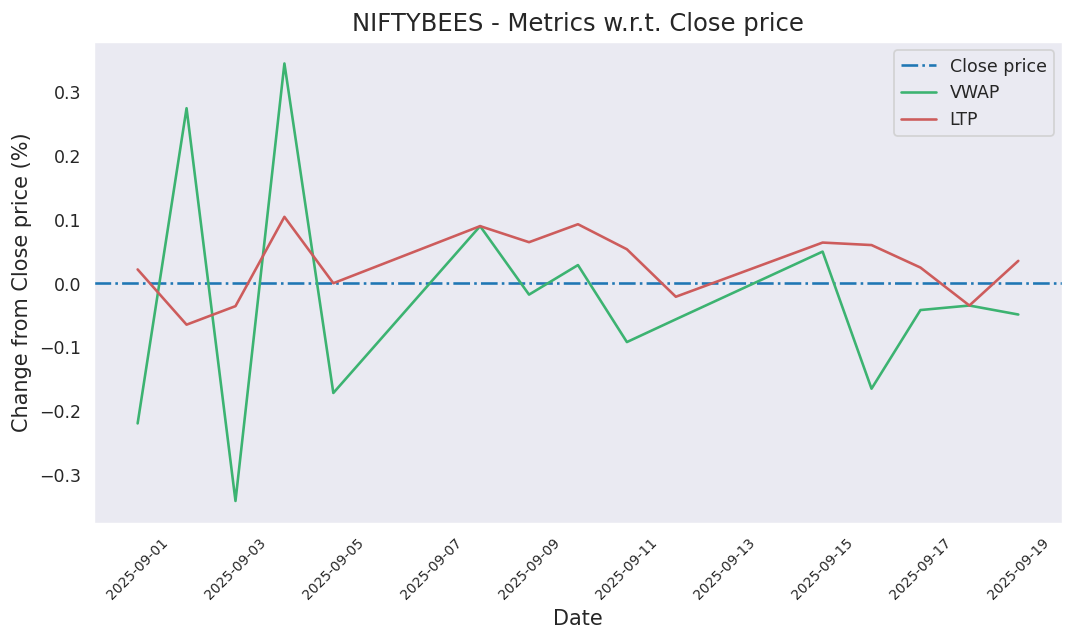 NIFTYBEES - Metrics w.r.t. Close price
Close price
VWAP
LTP
Change from Close price (%)
0.3
0.2
0.1
0.0
−0.1
−0.2
−0.3
2025-09-01
2025-09-03
2025-09-05
2025-09-07
2025-09-09
2025-09-11
2025-09-13
2025-09-15
2025-09-17
2025-09-19
Date